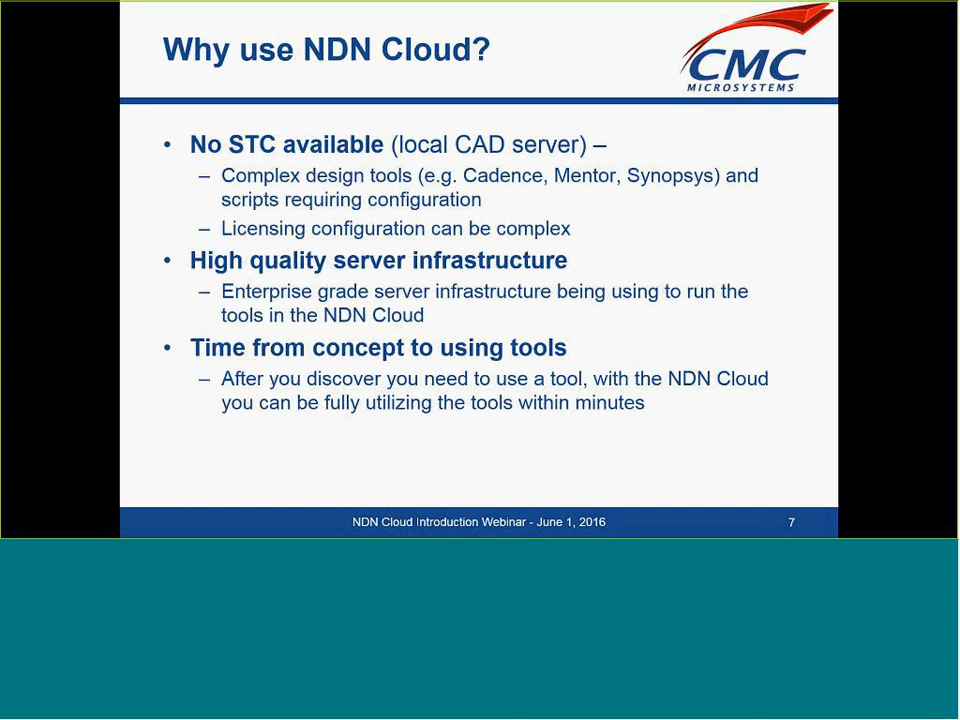 Why use NDN Cloud?
CMC
MICROSYSTEMS
• No STC available (local CAD server) –
– Complex design tools (e.g. Cadence, Mentor, Synopsys) and
scripts requiring configuration
– Licensing configuration can be complex
• High quality server infrastructure
– Enterprise grade server infrastructure being using to run the
tools in the NDN Cloud
• Time from concept to using tools
– After you discover you need to use a tool, with the NDN Cloud
you can be fully utilizing the tools within minutes
NDN Cloud Introduction Webinar - June 1, 2016
7